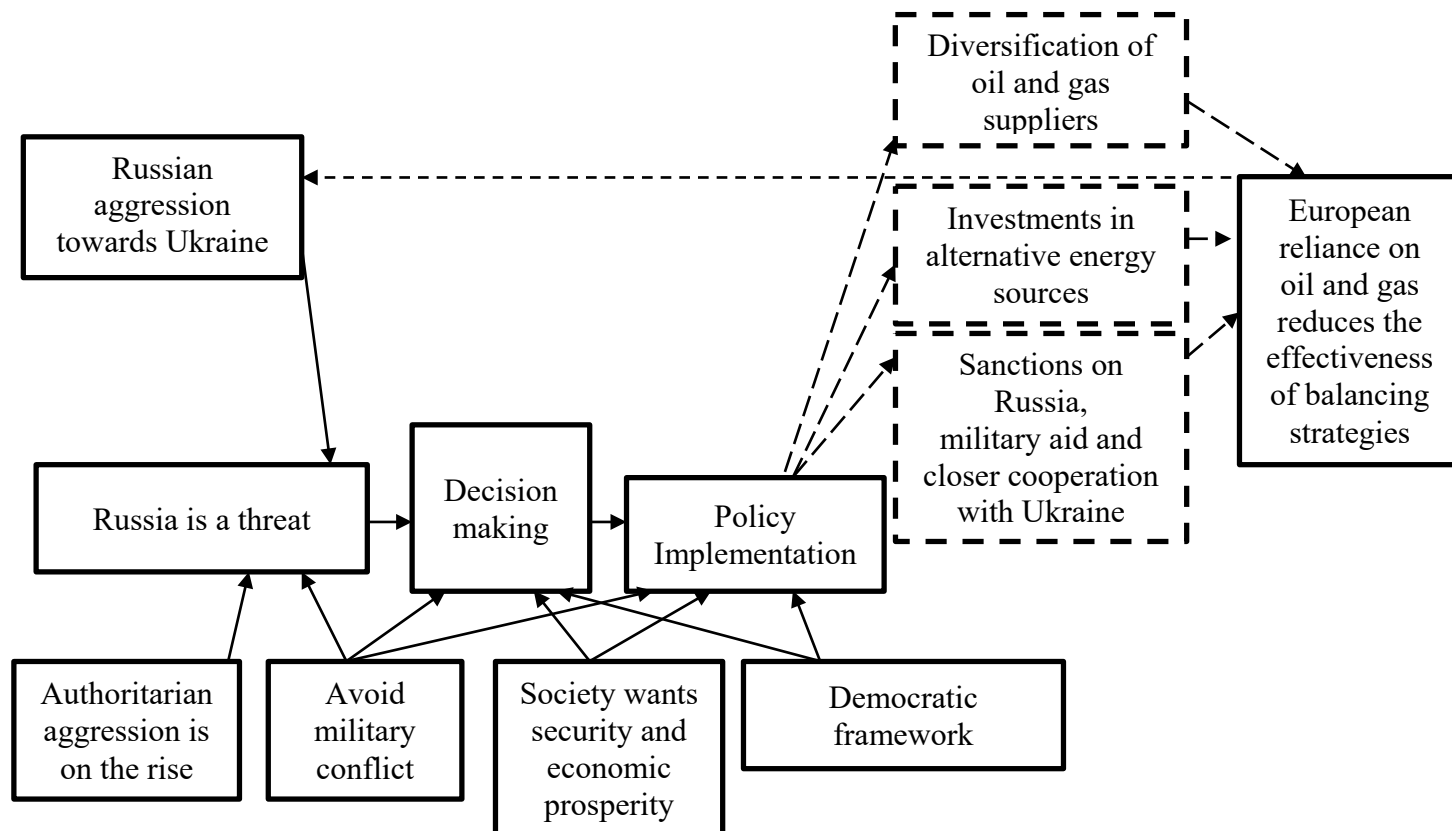 Diversification of
oil and gas
suppliers
Russian
aggression
towards Ukraine
Investments in
alternative energy
sources
European
reliance on
oil and gas
reduces the
effectiveness
of balancing
strategies
Sanctions on
Russia,
military aid and
closer cooperation
with Ukraine
Russia is a threat
Decision
making
Policy
Implementation
Authoritarian
aggression is
on the rise
Avoid
military
conflict
Society wants
security and
economic
prosperity
Democratic
framework